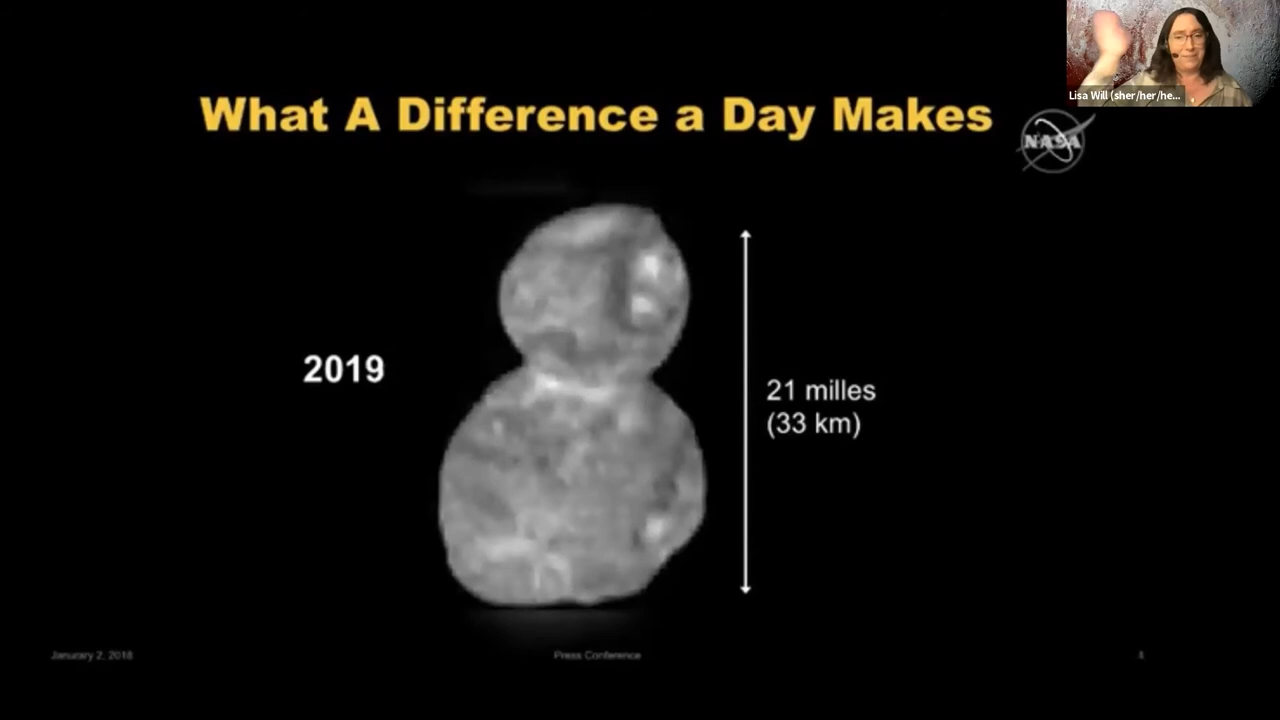 Lisa Will (sher/her/he...
What A Difference a Day Makes
NASA
2019
21 milles
(33 km)
Janurary 2, 2018
Press Conference